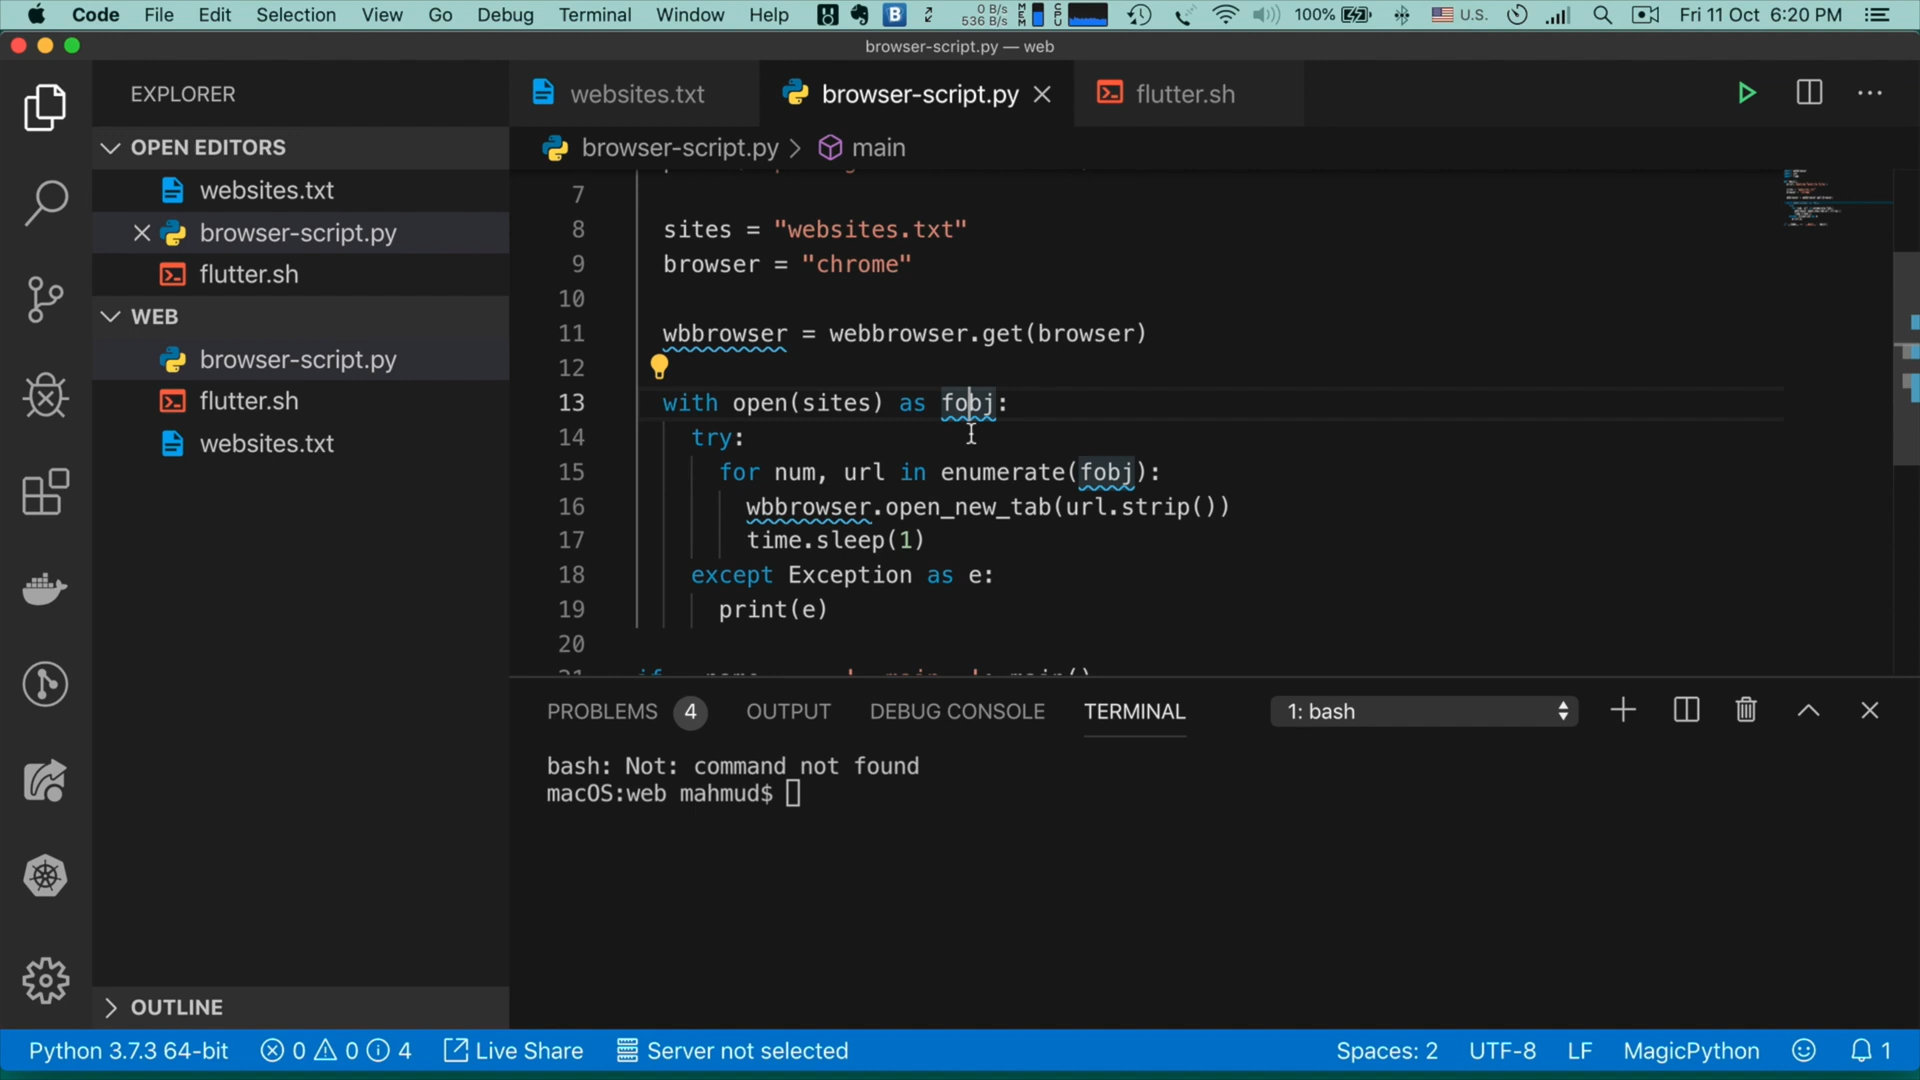 Code File Edit Selection View Go Debug Terminal Window Help 0 B/s 536 B/s MEM CPU 100% U.S. Fri 11 Oct 6:20 PM
browser-script.py — web
EXPLORER
OPEN EDITORS
websites.txt
browser-script.py
flutter.sh
WEB
browser-script.py
flutter.sh
websites.txt
OUTLINE
websites.txt browser-script.py flutter.sh
browser-script.py > main
7
8 sites = "websites.txt"
9 browser = "chrome"
10
11 wbbrowser = webbrowser.get(browser)
12
13 with open(sites) as fobj:
14 try:
15 for num, url in enumerate(fobj):
16 wbbrowser.open_new_tab(url.strip())
17 time.sleep(1)
18 except Exception as e:
19 print(e)
20
PROBLEMS 4 OUTPUT DEBUG CONSOLE TERMINAL 1: bash
bash: Not: command not found
macOS:web mahmud$
Python 3.7.3 64-bit 0 0 4 Live Share Server not selected Spaces: 2 UTF-8 LF MagicPython 1